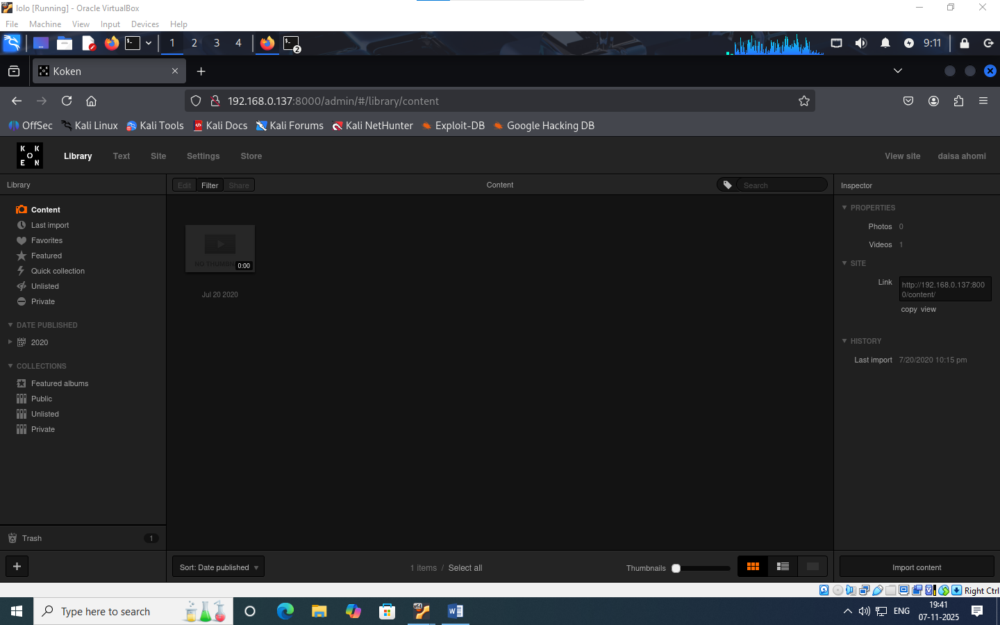 lolo [Running] - Oracle VirtualBox
File Machine View Input Devices Help
1 2 3 4
2
9:11
Koken
192.168.0.137:8000/admin/#/library/content
OffSec Kali Linux Kali Tools Kali Docs Kali Forums Kali NetHunter Exploit-DB Google Hacking DB
K K O E N
Library Text Site Settings Store View site daisa ahomi
Library
Edit Filter Share
Content
Search
Inspector
Content
Last import
Favorites
Featured
Quick collection
Unlisted
Private
DATE PUBLISHED
2020
COLLECTIONS
Featured albums
Public
Unlisted
Private
Trash 1
NO THUMBN
0:00
Jul 20 2020
PROPERTIES
Photos 0
Videos 1
SITE
Link http://192.168.0.137:800
0/content/
copy view
HISTORY
Last import 7/20/2020 10:15 pm
Sort: Date published
1 items / Select all
Thumbnails
Import content
Right Ctrl
Type here to search
ENG
19:41
07-11-2025